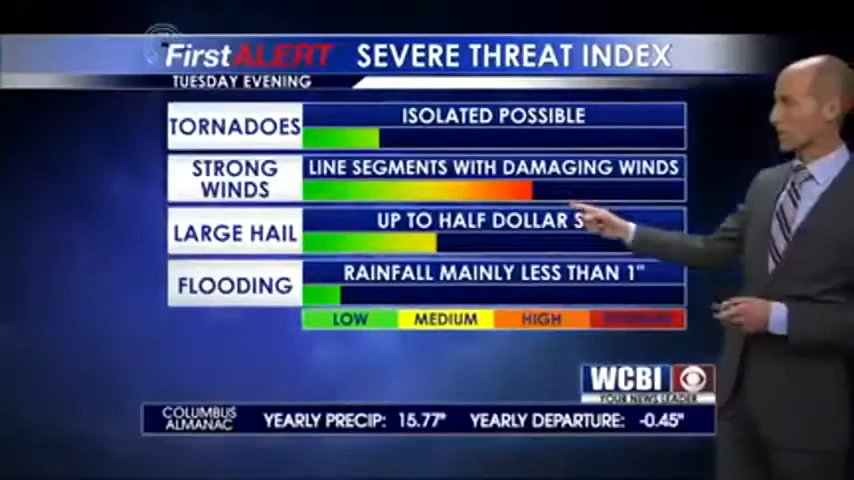 FirstALERT SEVERE THREAT INDEX
TUESDAY EVENING
TORNADOES
ISOLATED POSSIBLE
STRONG
WINDS
LINE SEGMENTS WITH DAMAGING WINDS
LARGE HAIL
UP TO HALF DOLLAR S
FLOODING
RAINFALL MAINLY LESS THAN 1"
LOW MEDIUM HIGH
WCBI
YOUR NEWS LEADER
COLUMBUS
ALMANAC
YEARLY PRECIP: 15.77" YEARLY DEPARTURE: -0.45"